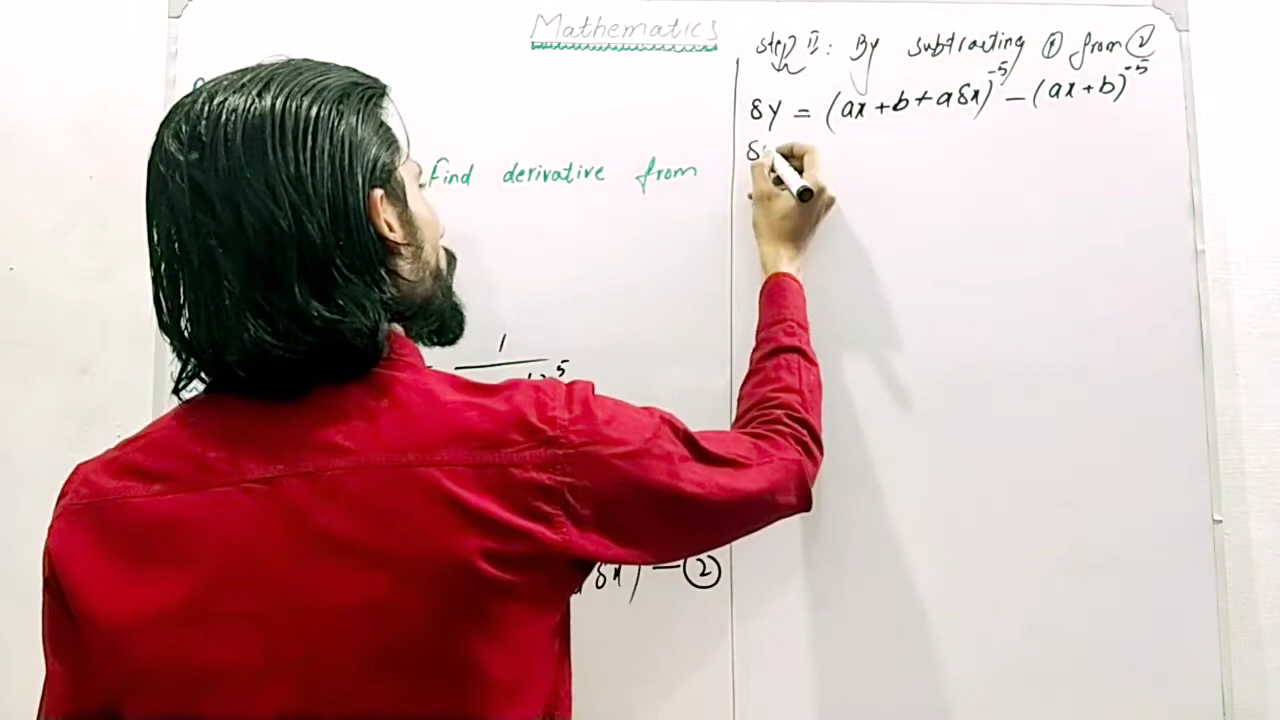 Mathematics
Find derivative from
1
5
δx) — ②
Step II : By subtracting ① from ②
δy = (ax + b + aδx)⁻⁵ – (ax + b)⁻⁵
δ